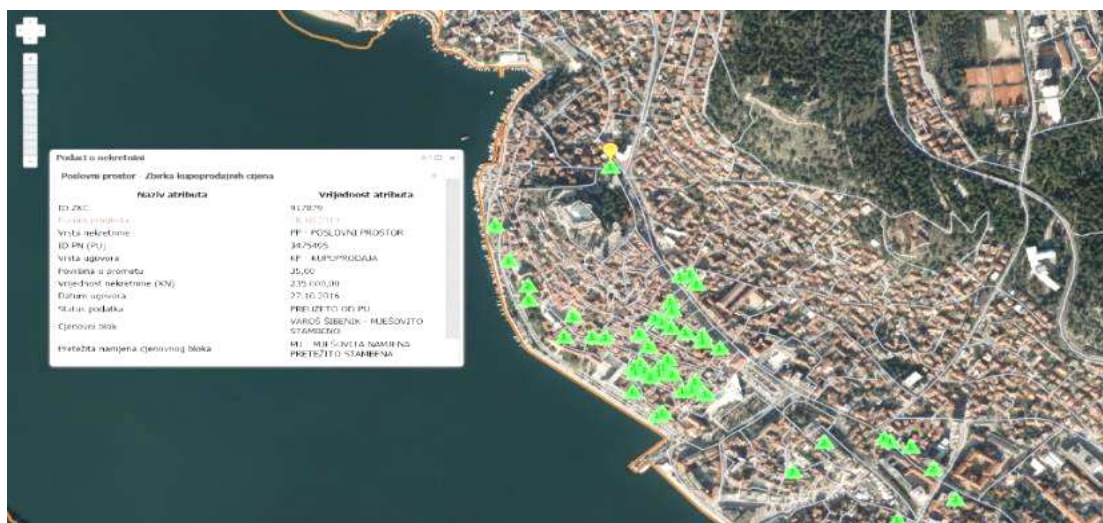 Podaci o nekretnini
Poslovni prostor - Zbirka kupoprodajnih cijena
Naziv atributa Vrijednost atributa
ID ZKC 917879
Datum pregleda
Vrsta nekretnine PP - POSLOVNI PROSTOR
ID PN (PU) 3475495
Vrsta ugovora KP - KUPOPRODAJA
Površina u prometu 35,00
Vrijednost nekretnine (KN) 235.000,00
Datum ugovora 27.10.2016
Status podatka PREUZETO OD PU
Cjenovni blok VAROŠ ŠIBENIK - MJEŠOVITO STAMBENO
Pretežita namjena cjenovnog bloka M1 - MJEŠOVITA NAMJENA PRETEŽITO STAMBENA